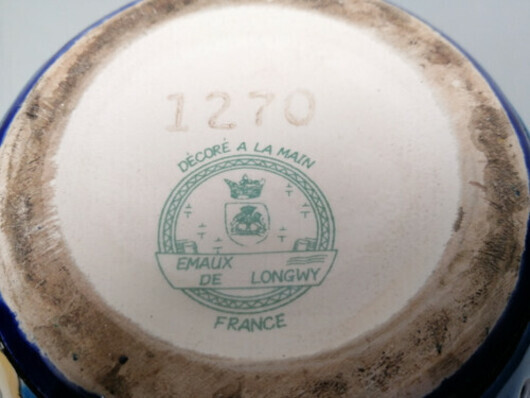 1270
DÉCORÉ A LA MAIN
EMAUX
DE LONGWY
FRANCE